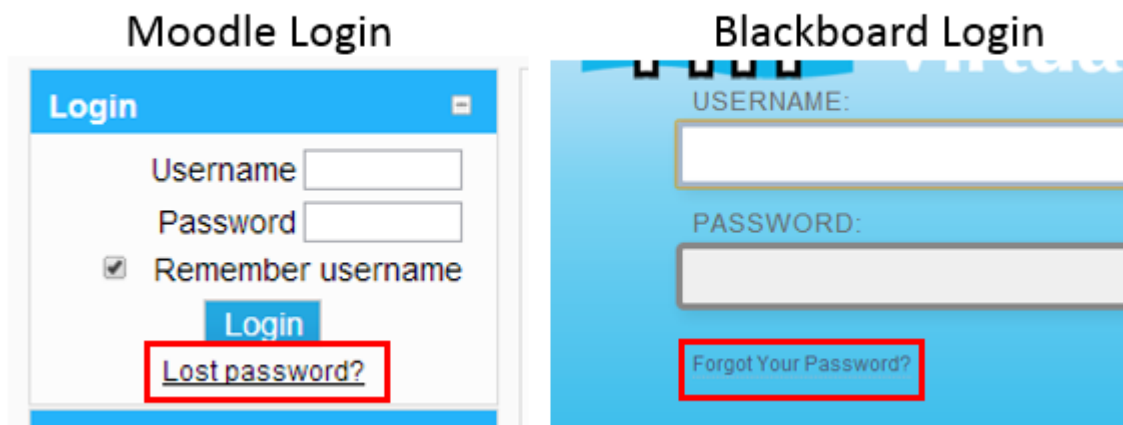 Moodle Login
Login
Username
Password
Remember username
Login
Lost password?
Blackboard Login
USERNAME:
PASSWORD:
Forgot Your Password?